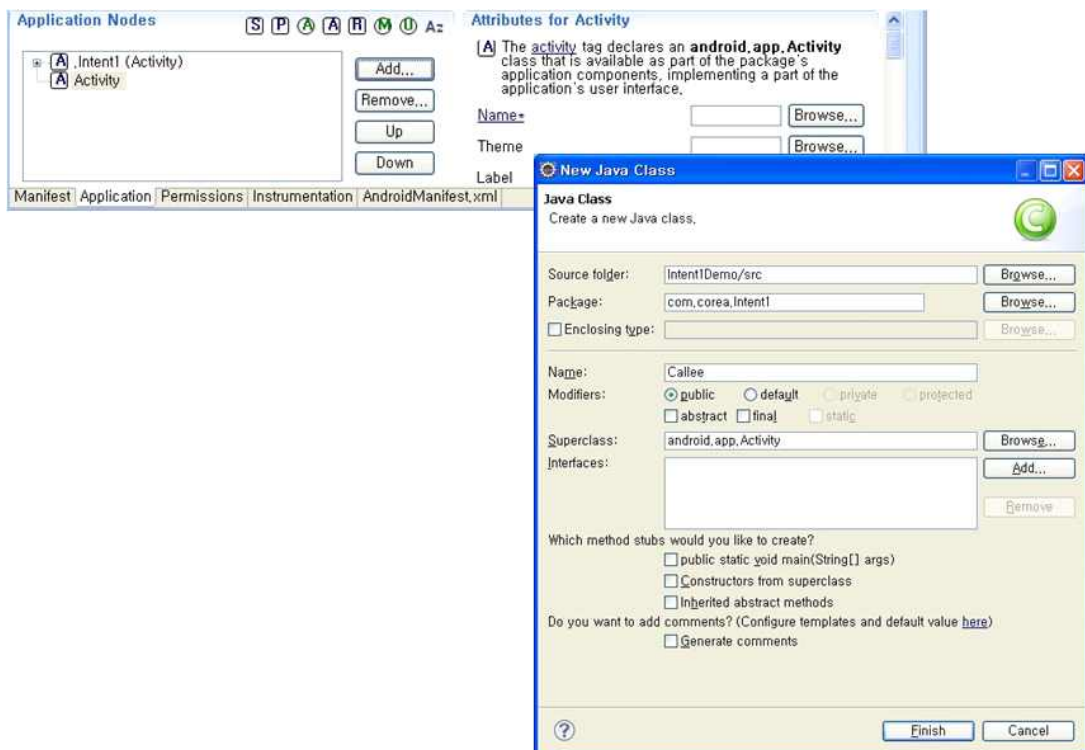 Application Nodes
S P A A R M U Az
A .Intent1 (Activity)
A Activity
Add...
Remove...
Up
Down
Attributes for Activity
A The activity tag declares an android.app.Activity
class that is available as part of the package's
application components, implementing a part of the
application's user interface.
Name*
Browse...
Theme
Browse...
Label
Manifest Application Permissions Instrumentation AndroidManifest.xml
New Java Class
Java Class
Create a new Java class.
C
Source folder: Intent1Demo/src Browse...
Package: com.corea.Intent1 Browse...
Enclosing type: Browse...
Name: Callee
Modifiers: public default private protected
abstract final static
Superclass: android.app.Activity Browse...
Interfaces: Add...
Remove
Which method stubs would you like to create?
public static void main(String[] args)
Constructors from superclass
Inherited abstract methods
Do you want to add comments? (Configure templates and default value here)
Generate comments
? Finish Cancel